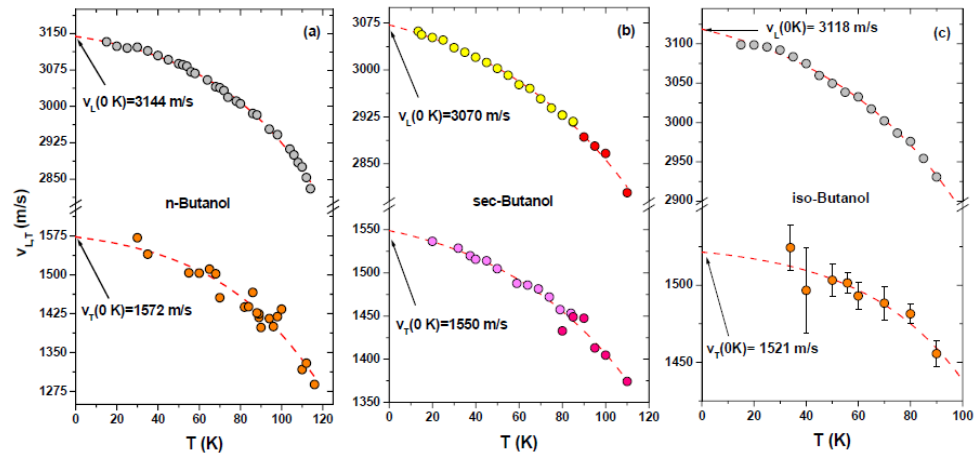 (a)
3150
3075
3000
2925
2850
v_L(0 K)=3144 m/s
n-Butanol
v_L,T (m/s)
1575
1500
1425
1350
1275
v_T(0 K)=1572 m/s
0 20 40 60 80 100 120
T (K)
(b)
3075
3000
2925
2850
v_L(0 K)=3070 m/s
sec-Butanol
1550
1500
1450
1400
1350
v_T(0 K)=1550 m/s
0 20 40 60 80 100 120
T (K)
(c)
v_L(0K)= 3118 m/s
3100
3050
3000
2950
2900
iso-Butanol
1500
1450
v_T(0K)= 1521 m/s
0 20 40 60 80 100
T (K)